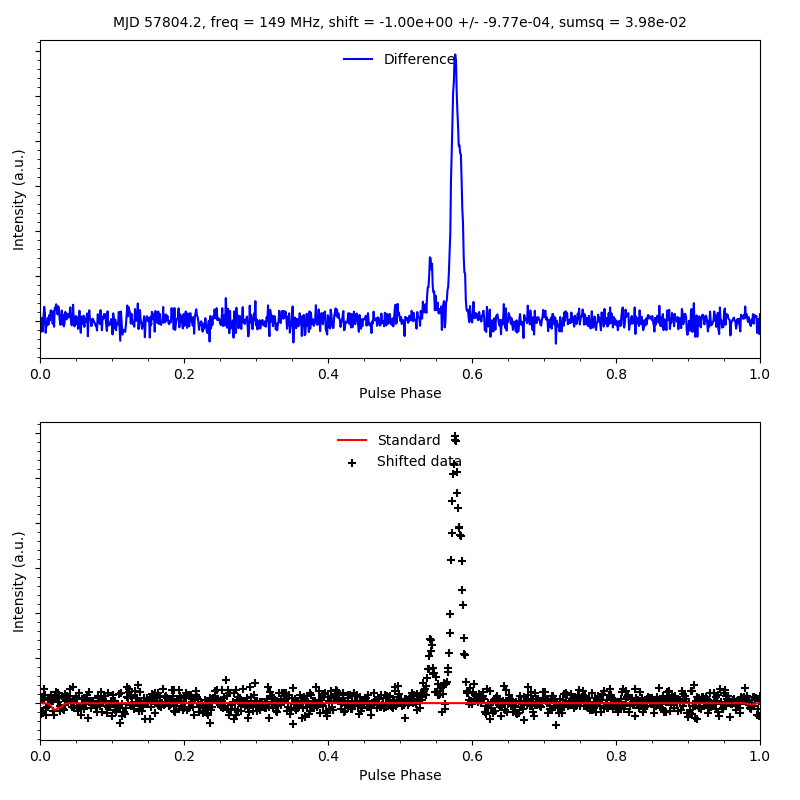 MJD 57804.2, freq = 149 MHz, shift = -1.00e+00 +/- -9.77e-04, sumsq = 3.98e-02
Difference
Intensity (a.u.)
0.0 0.2 0.4 0.6 0.8 1.0
Pulse Phase
Standard
Shifted data
Intensity (a.u.)
0.0 0.2 0.4 0.6 0.8 1.0
Pulse Phase